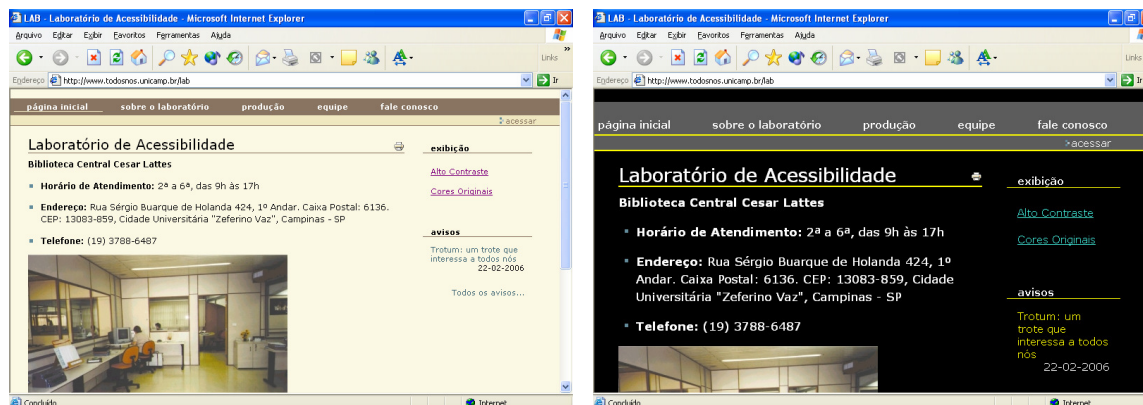 LAB - Laboratório de Acessibilidade - Microsoft Internet Explorer
Arquivo Editar Exibir Favoritos Ferramentas Ajuda
Links
Endereço http://www.todosnos.unicamp.br/lab Ir
página inicial sobre o laboratório produção equipe fale conosco
acessar
Laboratório de Acessibilidade
Biblioteca Central Cesar Lattes
Horário de Atendimento: 2ª a 6ª, das 9h às 17h
Endereço: Rua Sérgio Buarque de Holanda 424, 1º Andar. Caixa Postal: 6136.
CEP: 13083-859, Cidade Universitária "Zeferino Vaz", Campinas - SP
Telefone: (19) 3788-6487
exibição
Alto Contraste
Cores Originais
avisos
Trotum: um trote que
interessa a todos nós
22-02-2006
Todos os avisos...
Concluído Internet
LAB - Laboratório de Acessibilidade - Microsoft Internet Explorer
Arquivo Editar Exibir Favoritos Ferramentas Ajuda
Links
Endereço http://www.todosnos.unicamp.br/lab Ir
página inicial sobre o laboratório produção equipe fale conosco
>acessar
Laboratório de Acessibilidade
Biblioteca Central Cesar Lattes
Horário de Atendimento: 2ª a 6ª, das 9h às 17h
Endereço: Rua Sérgio Buarque de Holanda 424, 1º
Andar. Caixa Postal: 6136. CEP: 13083-859, Cidade
Universitária "Zeferino Vaz", Campinas - SP
Telefone: (19) 3788-6487
exibição
Alto Contraste
Cores Originais
avisos
Trotum: um
trote que
interessa a todos
nós
22-02-2006
Concluído Internet